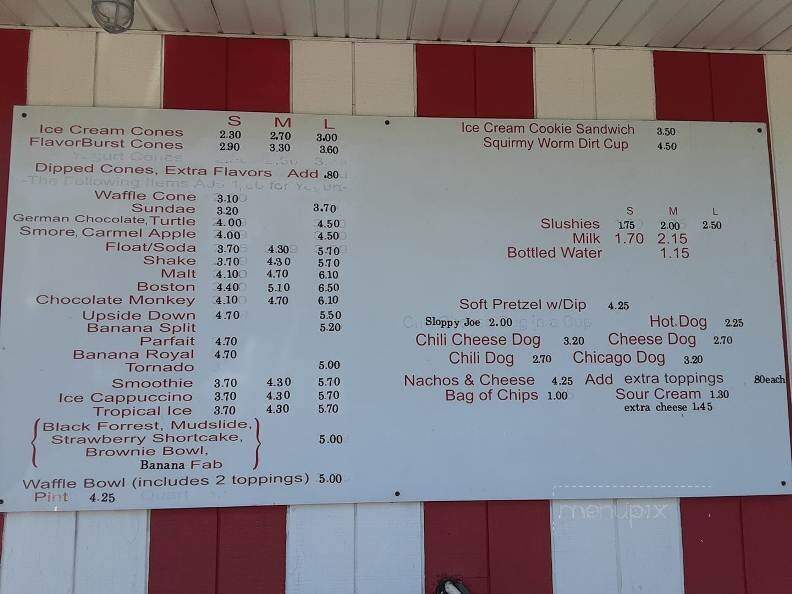 S M L
Ice Cream Cones 2.30 2.70 3.00
FlavorBurst Cones 2.90 3.30 3.60
Dipped Cones, Extra Flavors Add .80
Waffle Cone 3.10
Sundae 3.20 3.70
German Chocolate, Turtle 4.00 4.50
Smore, Carmel Apple 4.00 4.50
Float/Soda 3.70 4.30 5.70
Shake 3.70 4.30 5.70
Malt 4.10 4.70 6.10
Boston 4.40 5.10 6.50
Chocolate Monkey 4.10 4.70 6.10
Upside Down 4.70 5.50
Banana Split 5.20
Parfait 4.70
Banana Royal 4.70
Tornado 5.00
Smoothie 3.70 4.30 5.70
Ice Cappuccino 3.70 4.30 5.70
Tropical Ice 3.70 4.30 5.70
Black Forrest, Mudslide,
Strawberry Shortcake, 5.00
Brownie Bowl,
Banana Fab
Waffle Bowl (includes 2 toppings) 5.00
Pint 4.25 Quart
Ice Cream Cookie Sandwich 3.50
Squirmy Worm Dirt Cup 4.50
S M L
Slushies 1.75 2.00 2.50
Milk 1.70 2.15
Bottled Water 1.15
Soft Pretzel w/Dip 4.25
Sloppy Joe 2.00 Hot Dog 2.25
Chili Cheese Dog 3.20 Cheese Dog 2.70
Chili Dog 2.70 Chicago Dog 3.20
Nachos & Cheese 4.25 Add extra toppings .80each
Bag of Chips 1.00 Sour Cream 1.30
extra cheese 1.45
menupix